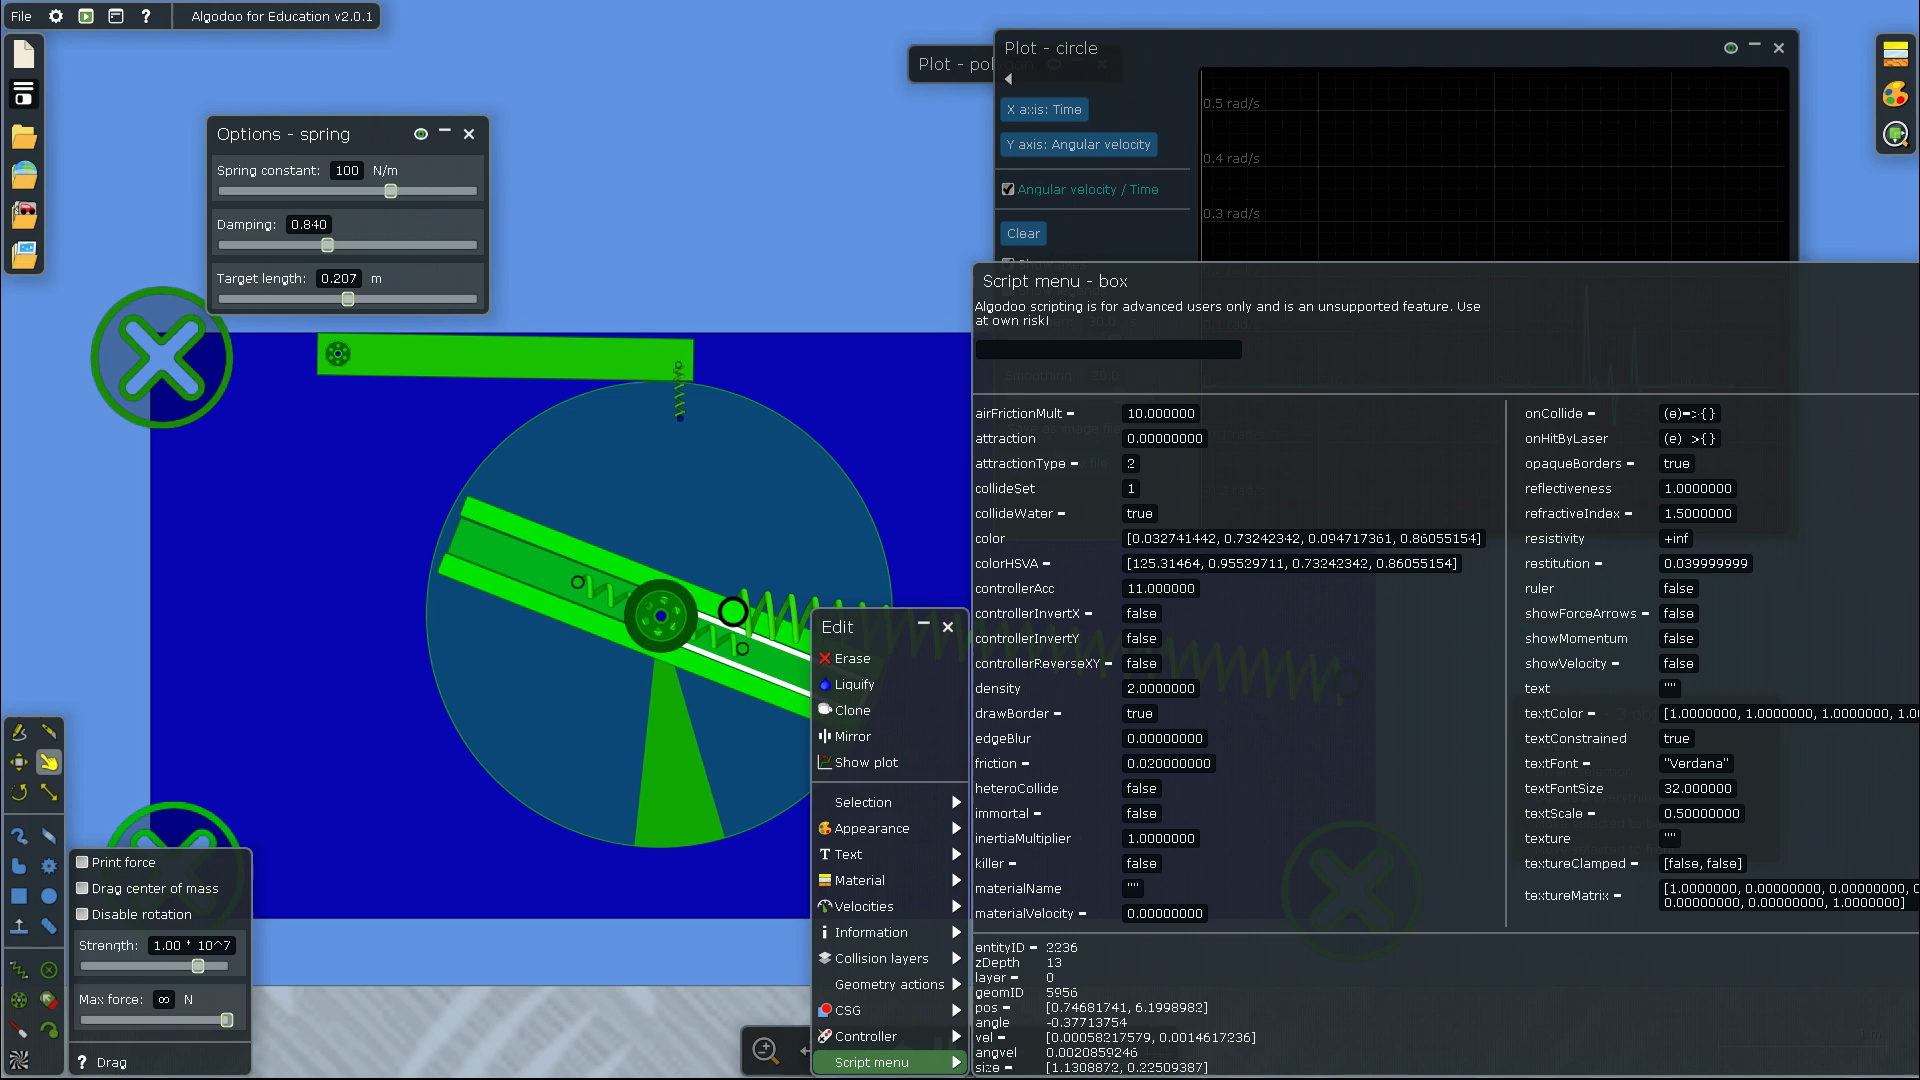 File
? Algodoo for Education v2.0.1
Plot - circle
Plot - pol
X axis: Time
Y axis: Angular velocity
Angular velocity / Time
Clear
0.5 rad/s
0.4 rad/s
0.3 rad/s
Options - spring
Spring constant: 100 N/m
Damping: 0.840
Target length: 0.207 m
Script menu - box
Algodoo scripting is for advanced users only and is an unsupported feature. Use
at own risk!
airFrictionMult = 10.000000
attraction 0.00000000
attractionType = 2
collideSet 1
collideWater = true
color [0.032741442, 0.73242342, 0.094717361, 0.86055154]
colorHSVA = [125.31464, 0.95529711, 0.73242342, 0.86055154]
controllerAcc 11.000000
controllerInvertX = false
controllerInvertY false
controllerReverseXY = false
density 2.0000000
drawBorder = true
edgeBlur 0.00000000
friction = 0.020000000
heteroCollide false
immortal = false
inertiaMultiplier 1.0000000
killer = false
materialName ""
materialVelocity = 0.00000000
onCollide = (e)=>{}
onHitByLaser (e) >{}
opaqueBorders = true
reflectiveness 1.0000000
refractiveIndex = 1.5000000
resistivity +inf
restitution = 0.039999999
ruler false
showForceArrows = false
showMomentum false
showVelocity = false
text ""
textColor = [1.0000000, 1.0000000, 1.0000000, 1.00
textConstrained true
textFont = "Verdana"
textFontSize 32.000000
textScale = 0.50000000
texture ""
textureClamped = [false, false]
textureMatrix = [1.0000000, 0.00000000, 0.00000000, 0
0.00000000, 0.00000000, 1.0000000]
entityID = 2236
zDepth 13
layer = 0
geomID 5956
pos = [0.74681741, 6.1998982]
angle -0.37713754
vel = [0.00058217579, 0.0014617236]
angvel 0.0020859246
size = [1.1308872, 0.22509387]
Edit
Erase
Liquify
Clone
Mirror
Show plot
Selection
Appearance
T Text
Material
Velocities
i Information
Collision layers
Geometry actions
CSG
Controller
Script menu
Print force
Drag center of mass
Disable rotation
Strength: 1.00 * 10^7
Max force: ∞ N
? Drag